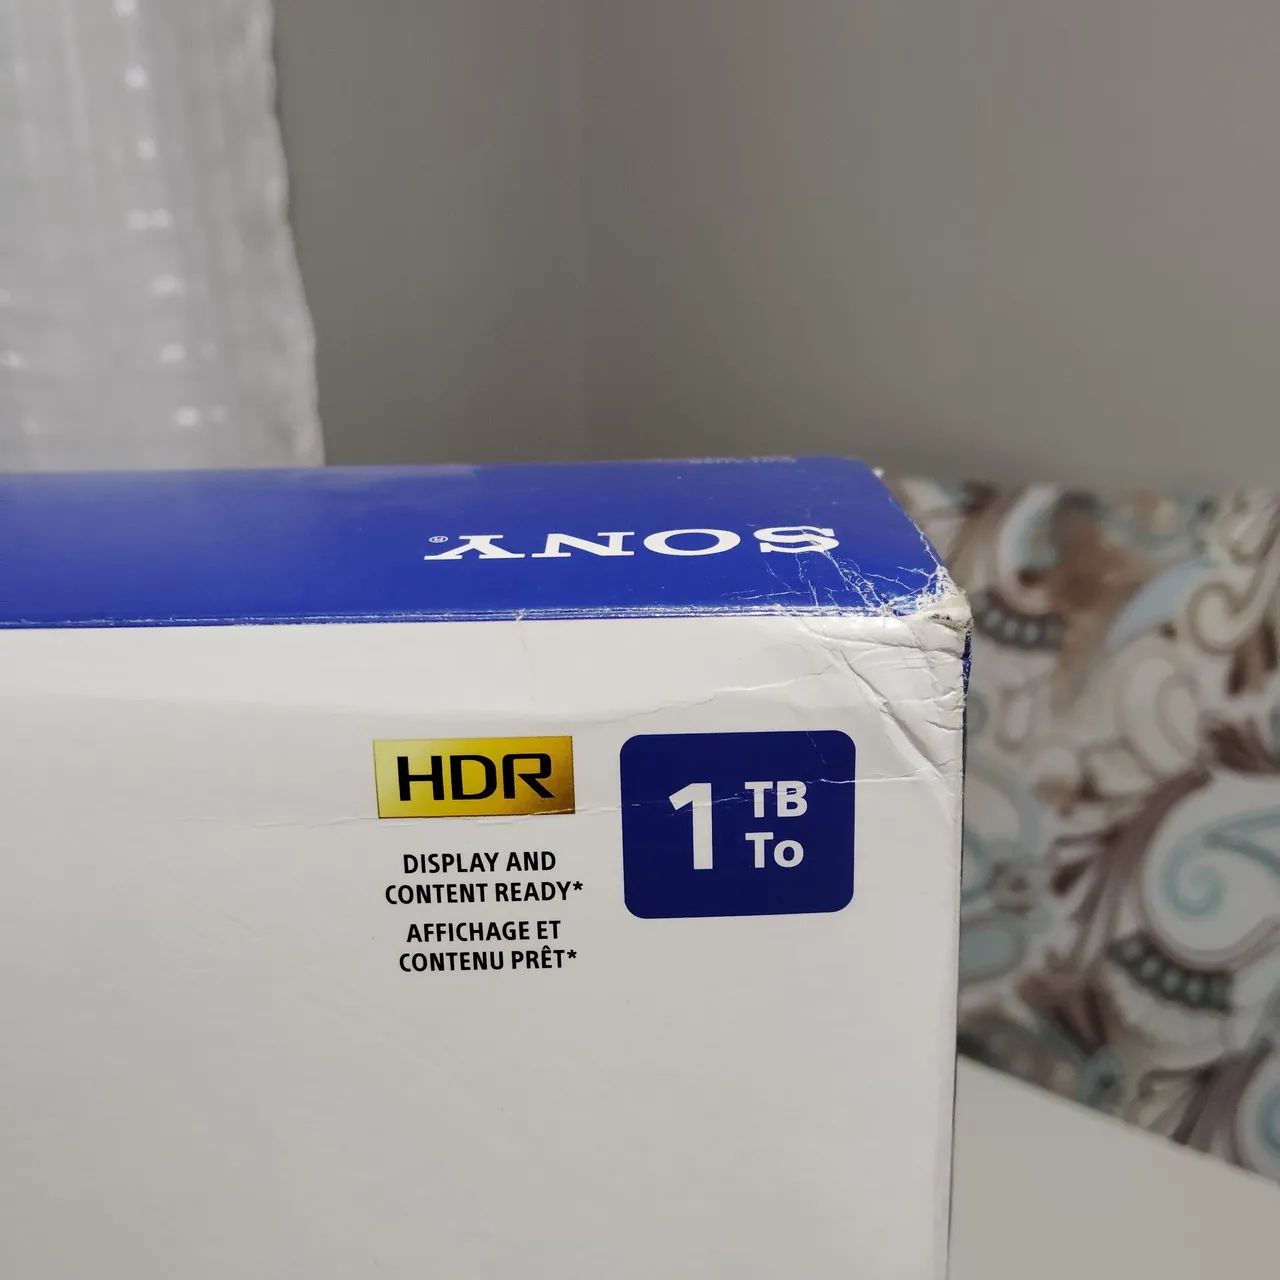 SONY®
HDR
DISPLAY AND
CONTENT READY*
AFFICHAGE ET
CONTENU PRÊT*
1 TB
To